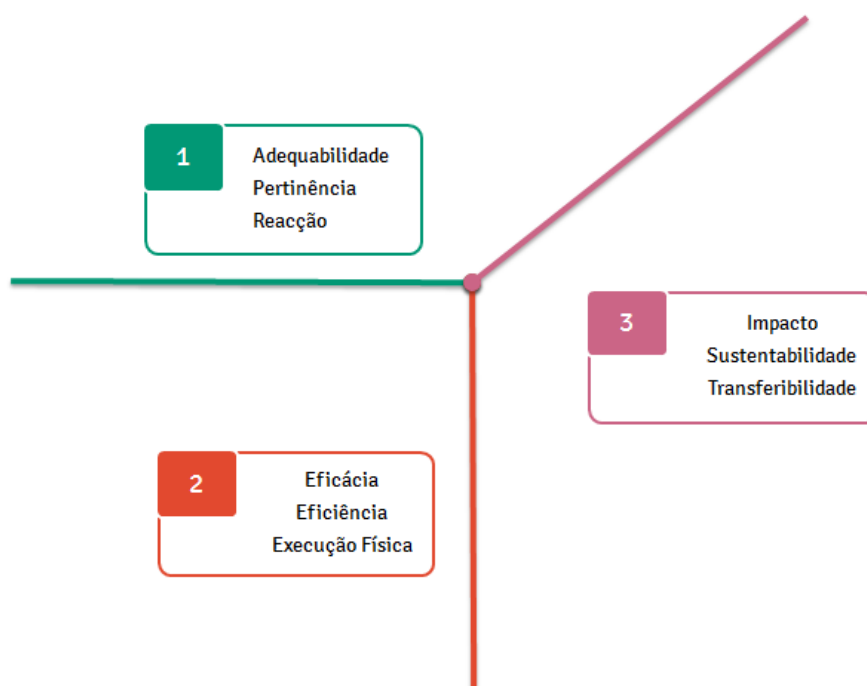 1
Adequabilidade
Pertinência
Reacção
2
Eficácia
Eficiência
Execução Física
3
Impacto
Sustentabilidade
Transferibilidade